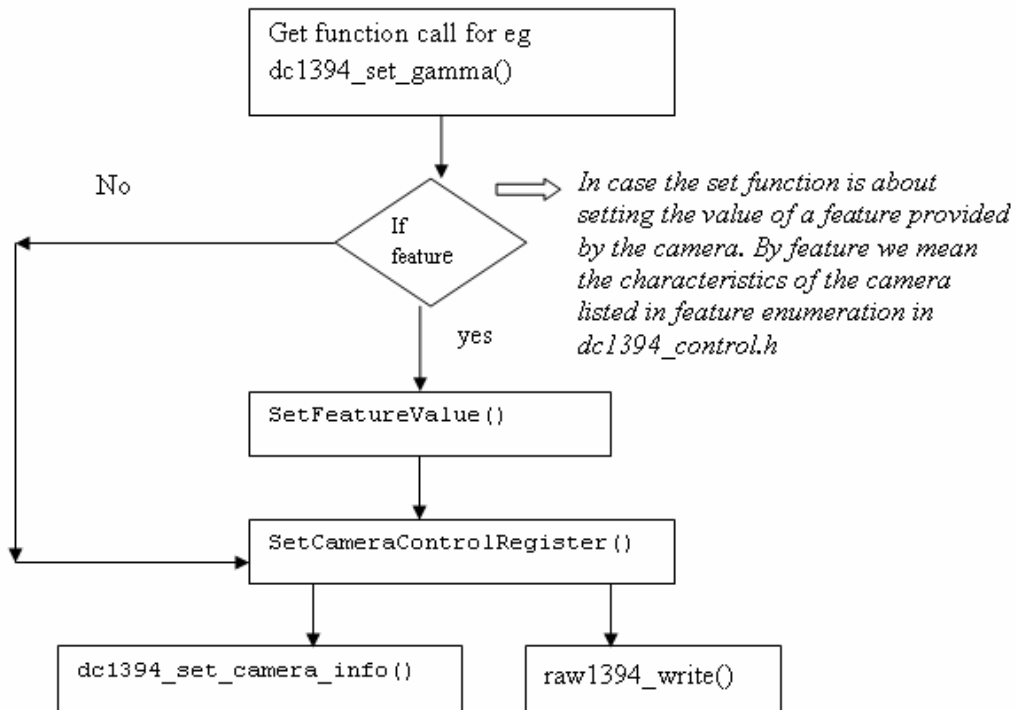 Get function call for eg
dc1394_set_gamma()
No
In case the set function is about
setting the value of a feature provided
by the camera. By feature we mean
the characteristics of the camera
listed in feature enumeration in
dc1394_control.h
If
feature
yes
SetFeatureValue()
SetCameraControlRegister()
dc1394_set_camera_info()
raw1394_write()